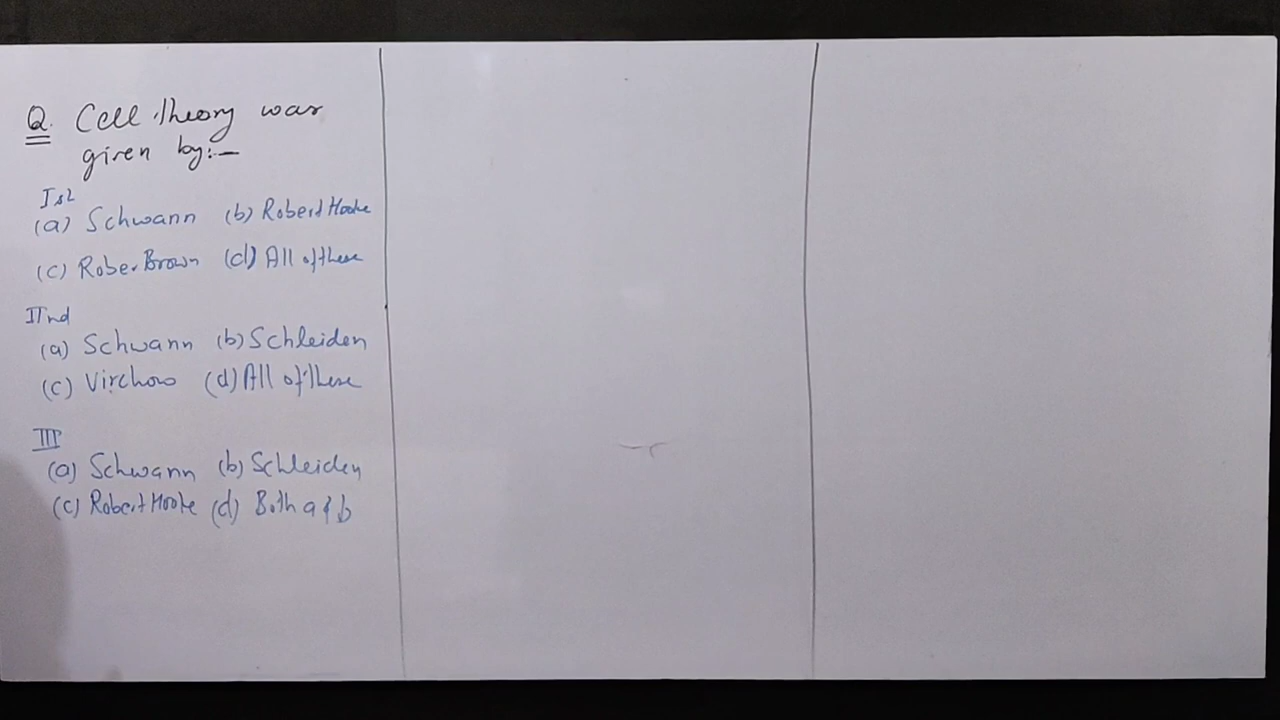 Q. Cell theory was
given by:-
Ist
(a) Schwann (b) Robert Hooke
(c) Rober Brown (d) All of these
IInd
(a) Schwann (b) Schleiden
(c) Virchow (d) All of these
III
(a) Schwann (b) Schleiden
(c) Robert Hooke (d) Both a & b